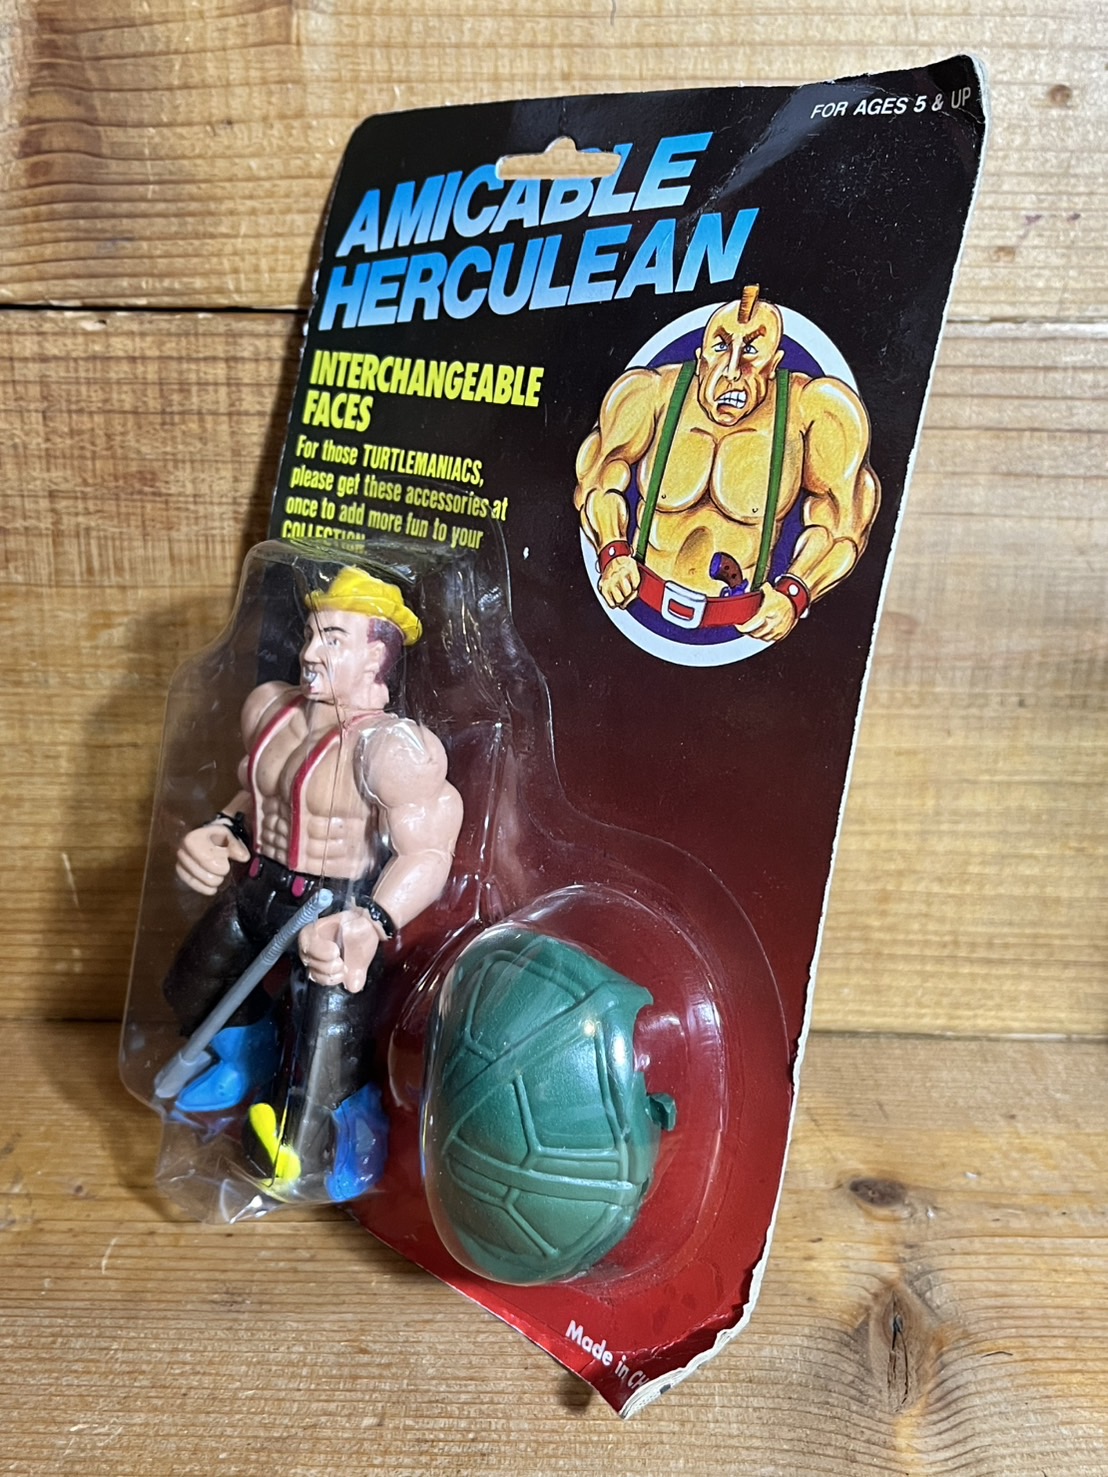 FOR AGES 5 & UP
AMICABLE
HERCULEAN
INTERCHANGEABLE
FACES
For those TURTLEMANIACS,
please get these accessories at
once to add more fun to your
COLLECTION
Made in